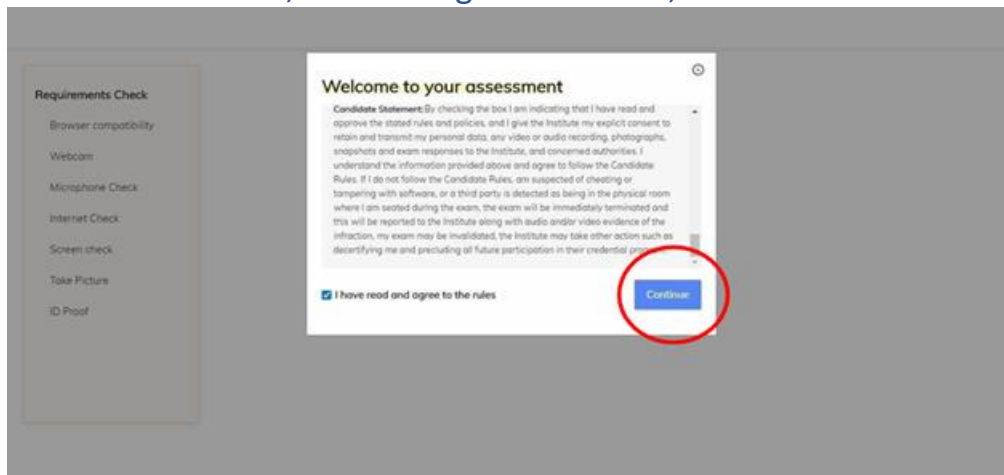 Welcome to your assessment
Candidate Statement: By checking the box I am indicating that I have read and
approve the stated rules and policies, and I give the Institute my explicit consent to
retain and transmit my personal data, any video or audio recording, photographs,
snapshots and exam responses to the Institute, and concerned authorities. I
understand the information provided above and agree to follow the Candidate
Rules. If I do not follow the Candidate Rules, am suspected of cheating or
tampering with software, or a third party is detected as being in the physical room
where I am seated during the exam, the exam will be immediately terminated and
this will be reported to the Institute along with audio and/or video evidence of the
infraction, my exam may be invalidated, the Institute may take other action such as
decertifying me and precluding all future participation in their credential
I have read and agree to the rules
Continue
Requirements Check
Browser compatibility
Webcam
Microphone Check
Internet Check
Screen check
Take Picture
ID Proof